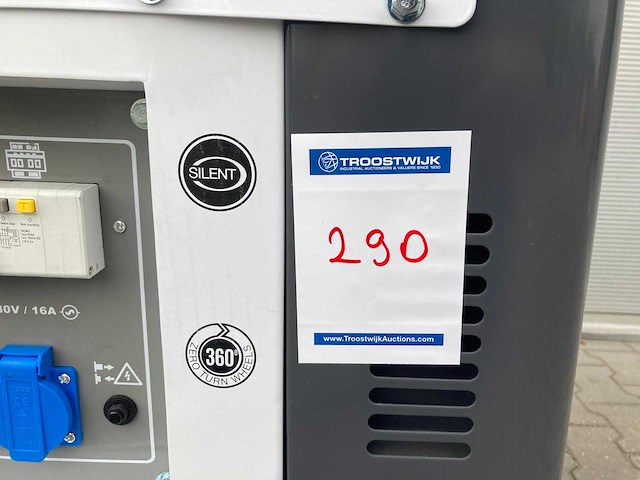 SILENT
TROOSTWIJK
INDUSTRIAL AUCTIONEERS & VALUERS SINCE 1930
290
30V / 16A
360°
ZERO TURN WHEELS
www.TroostwijkAuctions.com